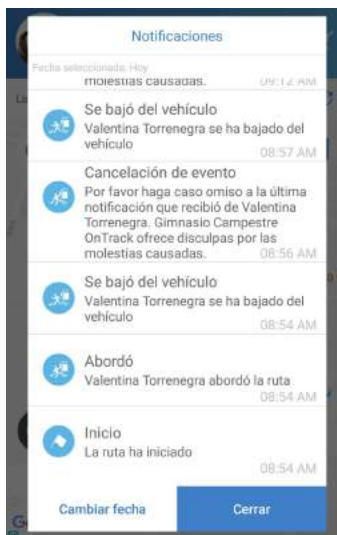 Notificaciones
Fecha seleccionada: Hoy
molestias causadas. 09:12 AM
Se bajó del vehículo
Valentina Torrenegra se ha bajado del
vehículo
08:57 AM
Cancelación de evento
Por favor haga caso omiso a la última
notificación que recibió de Valentina
Torrenegra. Gimnasio Campestre
OnTrack ofrece disculpas por las
molestias causadas. 08:56 AM
Se bajó del vehículo
Valentina Torrenegra se ha bajado del
vehículo
08:54 AM
Abordó
Valentina Torrenegra abordó la ruta
08:54 AM
Inicio
La ruta ha iniciado
08:54 AM
Cambiar fecha Cerrar